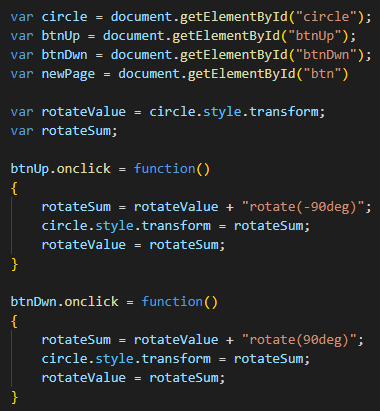 var circle = document.getElementById("circle");
var btnUp = document.getElementById("btnUp");
var btnDwn = document.getElementById("btnDwn");
var newPage = document.getElementById("btn")

var rotateValue = circle.style.transform;
var rotateSum;

btnUp.onclick = function()
{
    rotateSum = rotateValue + "rotate(-90deg)";
    circle.style.transform = rotateSum;
    rotateValue = rotateSum;
}

btnDwn.onclick = function()
{
    rotateSum = rotateValue + "rotate(90deg)";
    circle.style.transform = rotateSum;
    rotateValue = rotateSum;
}